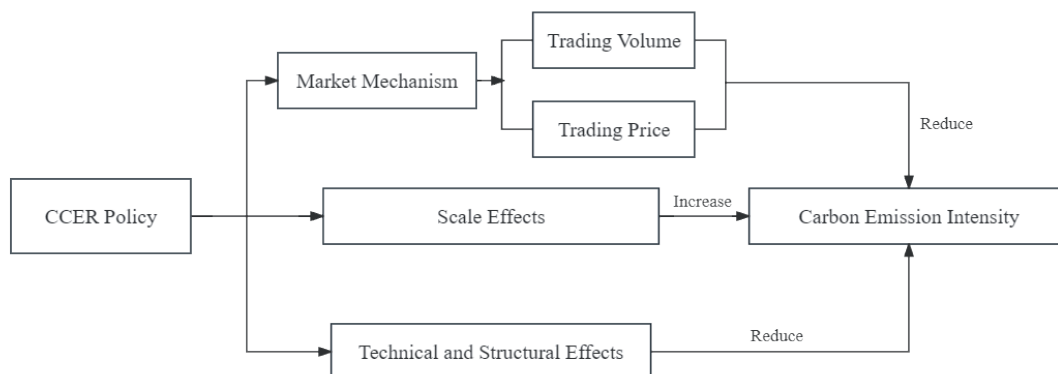 Trading Volume
Market Mechanism
Trading Price
Reduce
CCER Policy
Scale Effects
Increase
Carbon Emission Intensity
Technical and Structural Effects
Reduce